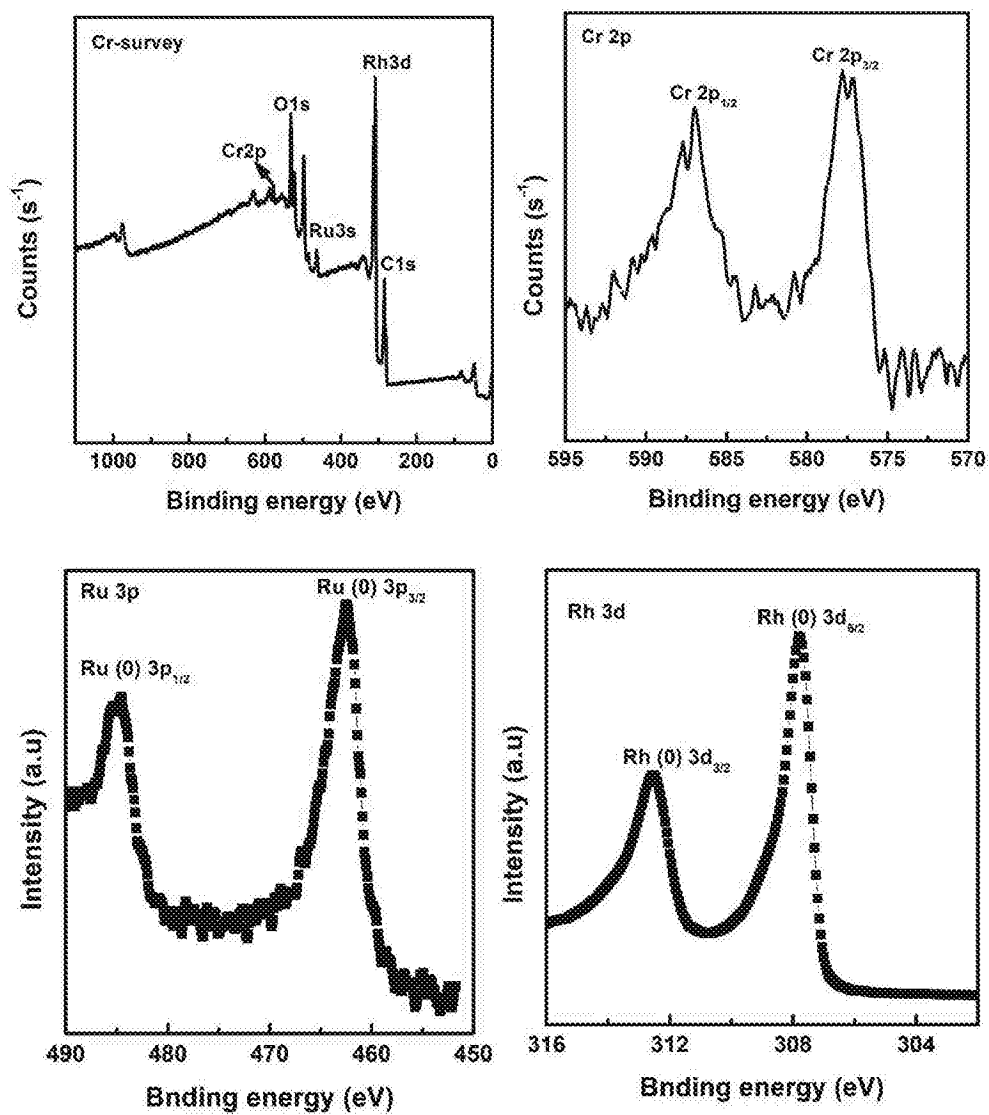 Cr-survey
Rh3d
O1s
Cr2p
Ru3s
C1s
Counts (s⁻¹)
1000 800 600 400 200 0
Binding energy (eV)
Cr 2p
Cr 2p3/2
Cr 2p1/2
Counts (s⁻¹)
595 590 585 580 575 570
Binding energy (eV)
Ru 3p
Ru (0) 3p3/2
Ru (0) 3p1/2
Intensity (a.u)
490 480 470 460 450
Bnding energy (eV)
Rh 3d
Rh (0) 3d5/2
Rh (0) 3d3/2
Intensity (a.u)
316 312 308 304
Bnding energy (eV)